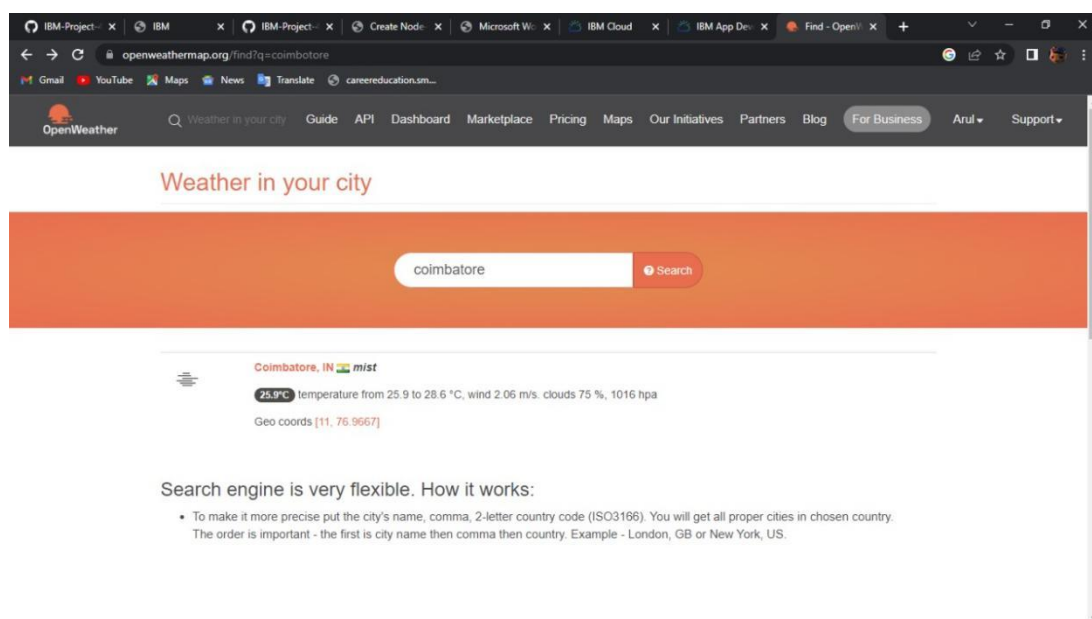 IBM-Project- IBM IBM-Project- Create Node- Microsoft Wo IBM Cloud IBM App Dev Find - OpenW
openweathermap.org/find?q=coimbotore
Gmail YouTube Maps News Translate careereducation.sm...
OpenWeather Weather in your city Guide API Dashboard Marketplace Pricing Maps Our Initiatives Partners Blog For Business Arul Support
Weather in your city
coimbatore Search
Coimbatore, IN mist
25.9°C temperature from 25.9 to 28.6 °C, wind 2.06 m/s. clouds 75 %, 1016 hpa
Geo coords [11, 76.9667]
Search engine is very flexible. How it works:
• To make it more precise put the city's name, comma, 2-letter country code (ISO3166). You will get all proper cities in chosen country.
The order is important - the first is city name then comma then country. Example - London, GB or New York, US.